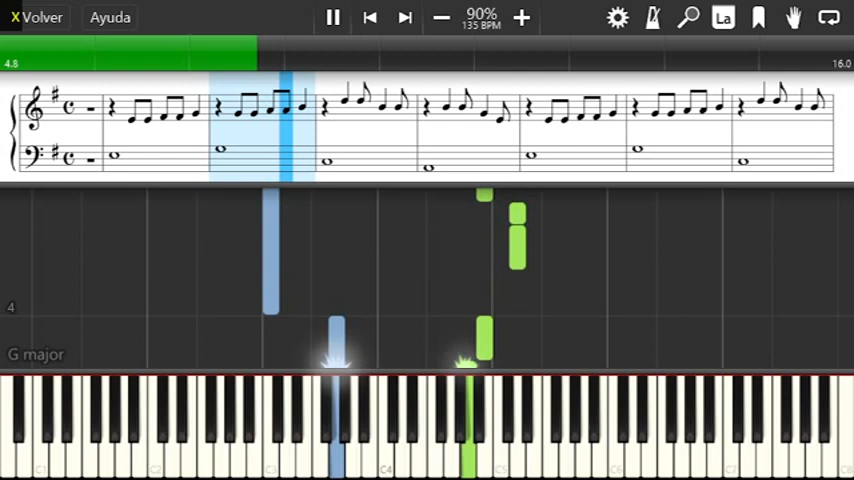 X Volver Ayuda 90% La
135 BPM
4.8 16.0
4
G major
C1 C2 C3 C4 C5 C6 C7 C8